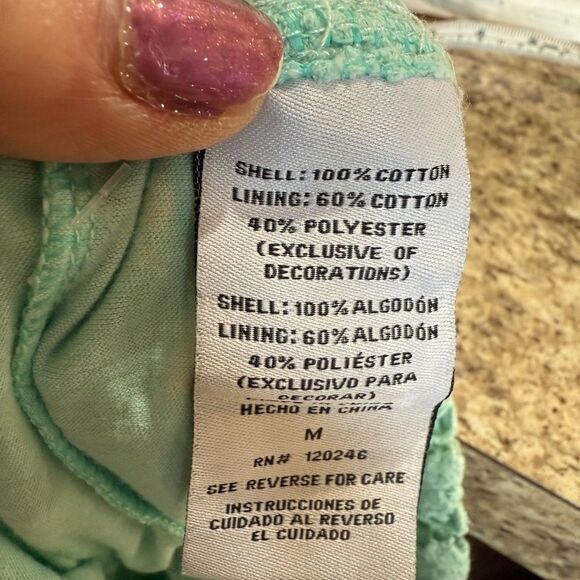 SHELL: 100% COTTON
LINING: 60% COTTON
40% POLYESTER
(EXCLUSIVE OF
DECORATIONS)
SHELL: 100% ALGODÓN
LINING: 60% ALGODÓN
40% POLIÉSTER
(EXCLUSIVO PARA
DECORAR)
HECHO EN CHINA
M
RN# 120246
SEE REVERSE FOR CARE
INSTRUCCIONES DE
CUIDADO AL REVERSO
EL CUIDADO